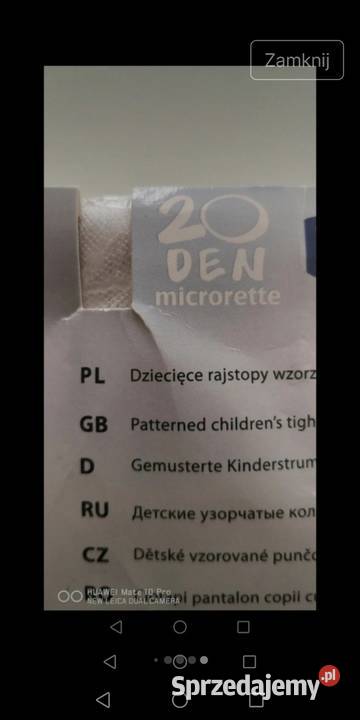 Zamknij
20
DEN
microrette
PL Dziecięce rajstopy wzorz
GB Patterned children's tigh
D Gemusterte Kinderstrum
RU Детские узорчатые кол
CZ Dětské vzorované punčo
pantalon copii c
HUAWEI Mate 10 Pro
NEW LEICA DUAL CAMERA
Sprzedajemy.pl